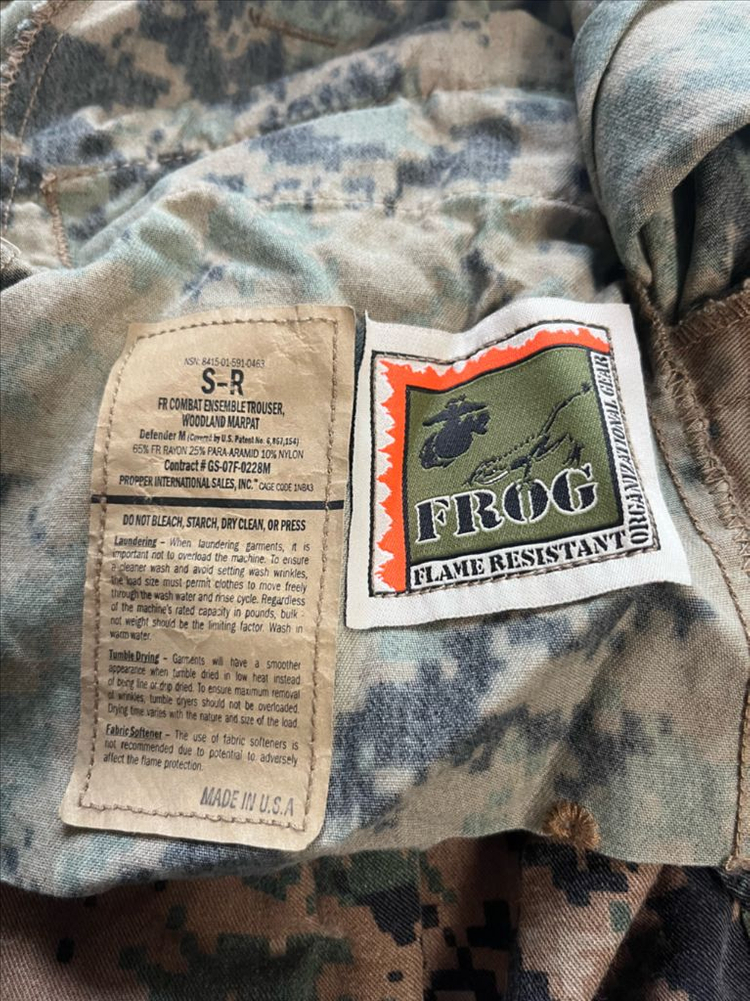 NSN: 8415-01-591-0463
S-R
FR COMBAT ENSEMBLE TROUSER,
WOODLAND MARPAT
Defender M (Covered by U.S. Patent No. 6,867,154)
65% FR RAYON 25% PARA-ARAMID 10% NYLON
Contract # GS-07F-0228M
PROPPER INTERNATIONAL SALES, INC.™ CAGE CODE 1NBA3
DO NOT BLEACH, STARCH, DRY CLEAN, OR PRESS
Laundering – When laundering garments, it is
important not to overload the machine. To ensure
a cleaner wash and avoid setting wash wrinkles,
the load size must permit clothes to move freely
through the wash water and rinse cycle. Regardless
of the machine's rated capacity in pounds, bulk -
not weight should be the limiting factor. Wash in
warm water.
Tumble Drying – Garments will have a smoother
appearance when tumble dried in low heat instead
of being line or drip dried. To ensure maximum removal
of wrinkles, tumble dryers should not be overloaded.
Drying time varies with the nature and size of the load.
Fabric Softener – The use of fabric softeners is
not recommended due to potential to adversely
affect the flame protection.
MADE IN U.S.A
FROG
FLAME RESISTANT
ORGANIZATIONAL GEAR